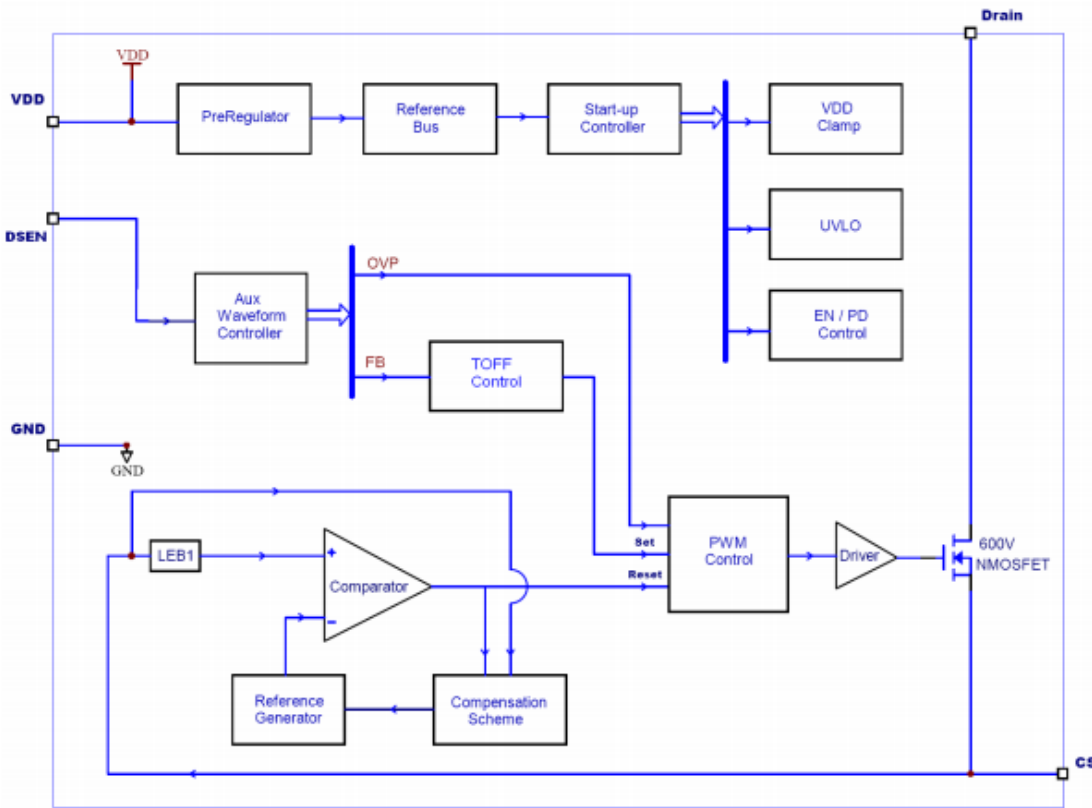 Drain
VDD
VDD
PreRegulator
Reference
Bus
Start-up
Controller
VDD
Clamp
DSEN
UVLO
OVP
Aux
Waveform
Controller
EN / PD
Control
FB
TOFF
Control
GND
GND
LEB1
+
Comparator
−
Set
Reset
PWM
Control
Driver
600V
NMOSFET
Reference
Generator
Compensation
Scheme
CS